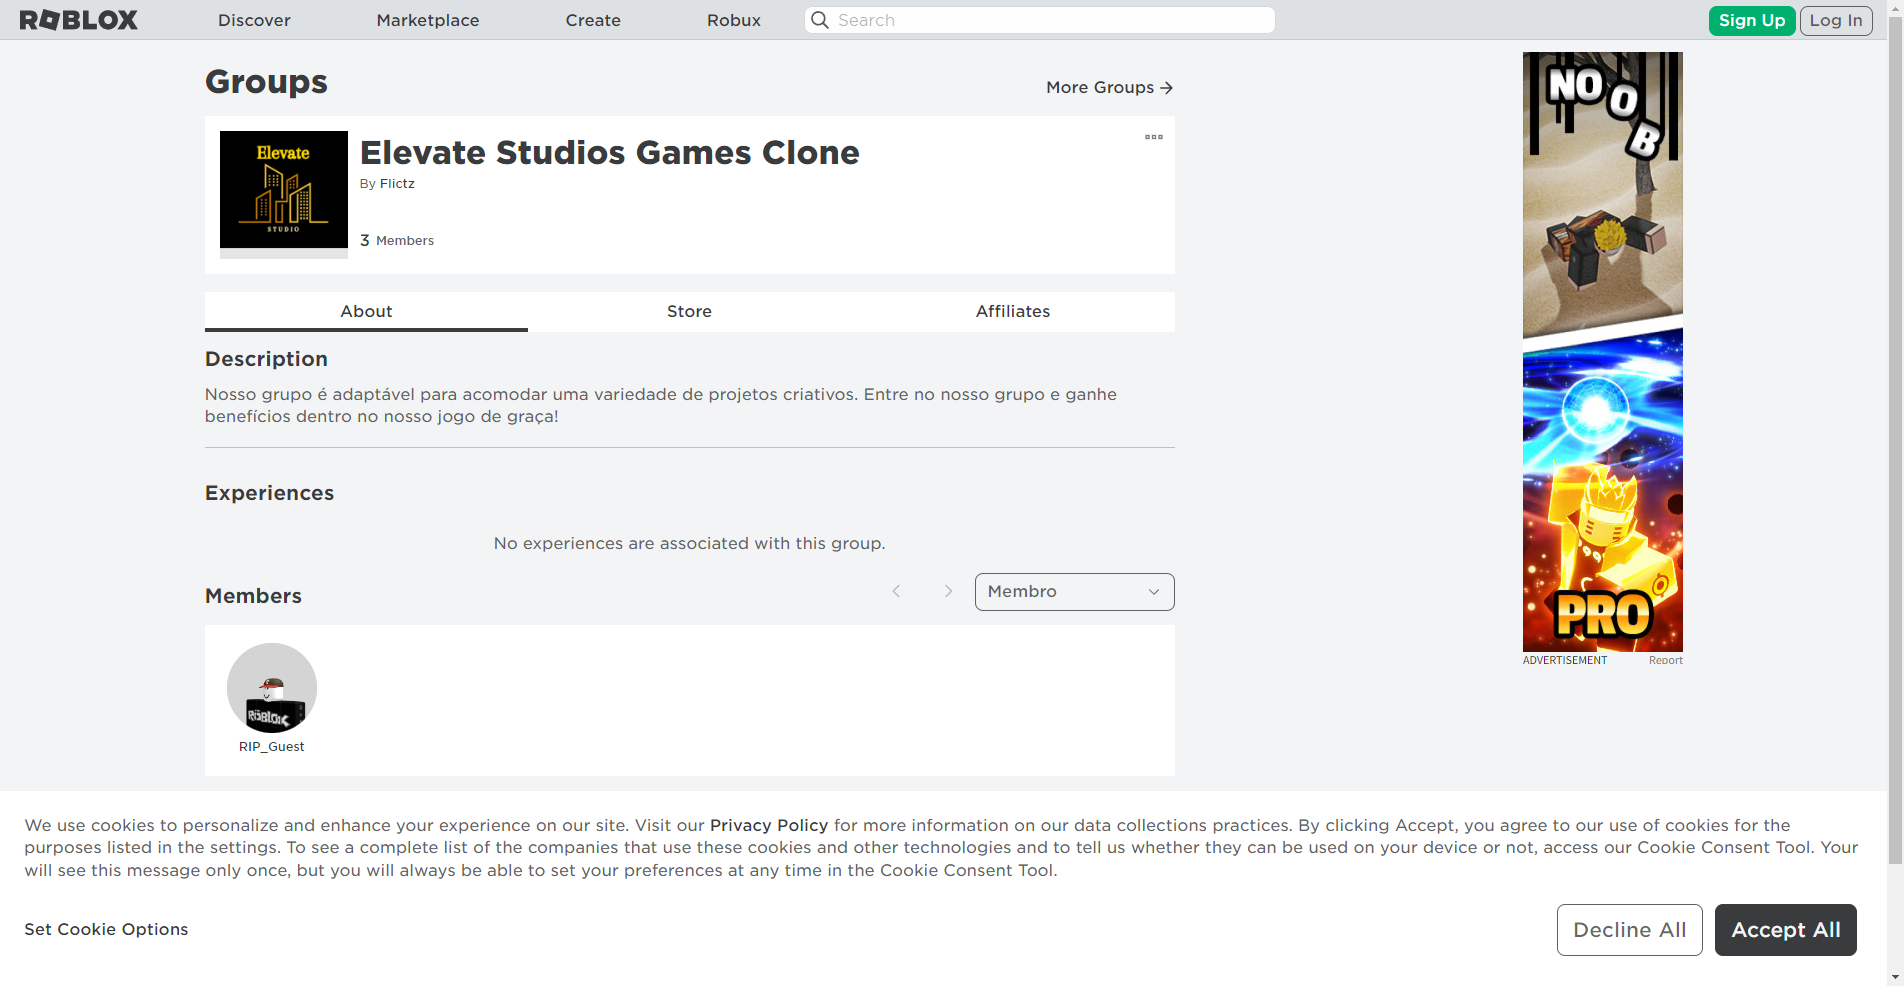 ROBLOX
Discover
Marketplace
Create
Robux
Search
Sign Up
Log In
Groups
More Groups
Elevate
STUDIO
Elevate Studios Games Clone
By Flictz
3 Members
About
Store
Affiliates
Description
Nosso grupo é adaptável para acomodar uma variedade de projetos criativos. Entre no nosso grupo e ganhe
benefícios dentro no nosso jogo de graça!
Experiences
No experiences are associated with this group.
Members
Membro
ROBLOX
RIP_Guest
NOOB
PRO
ADVERTISEMENT
Report
We use cookies to personalize and enhance your experience on our site. Visit our Privacy Policy for more information on our data collections practices. By clicking Accept, you agree to our use of cookies for the
purposes listed in the settings. To see a complete list of the companies that use these cookies and other technologies and to tell us whether they can be used on your device or not, access our Cookie Consent Tool. Your
will see this message only once, but you will always be able to set your preferences at any time in the Cookie Consent Tool.
Set Cookie Options
Decline All
Accept All